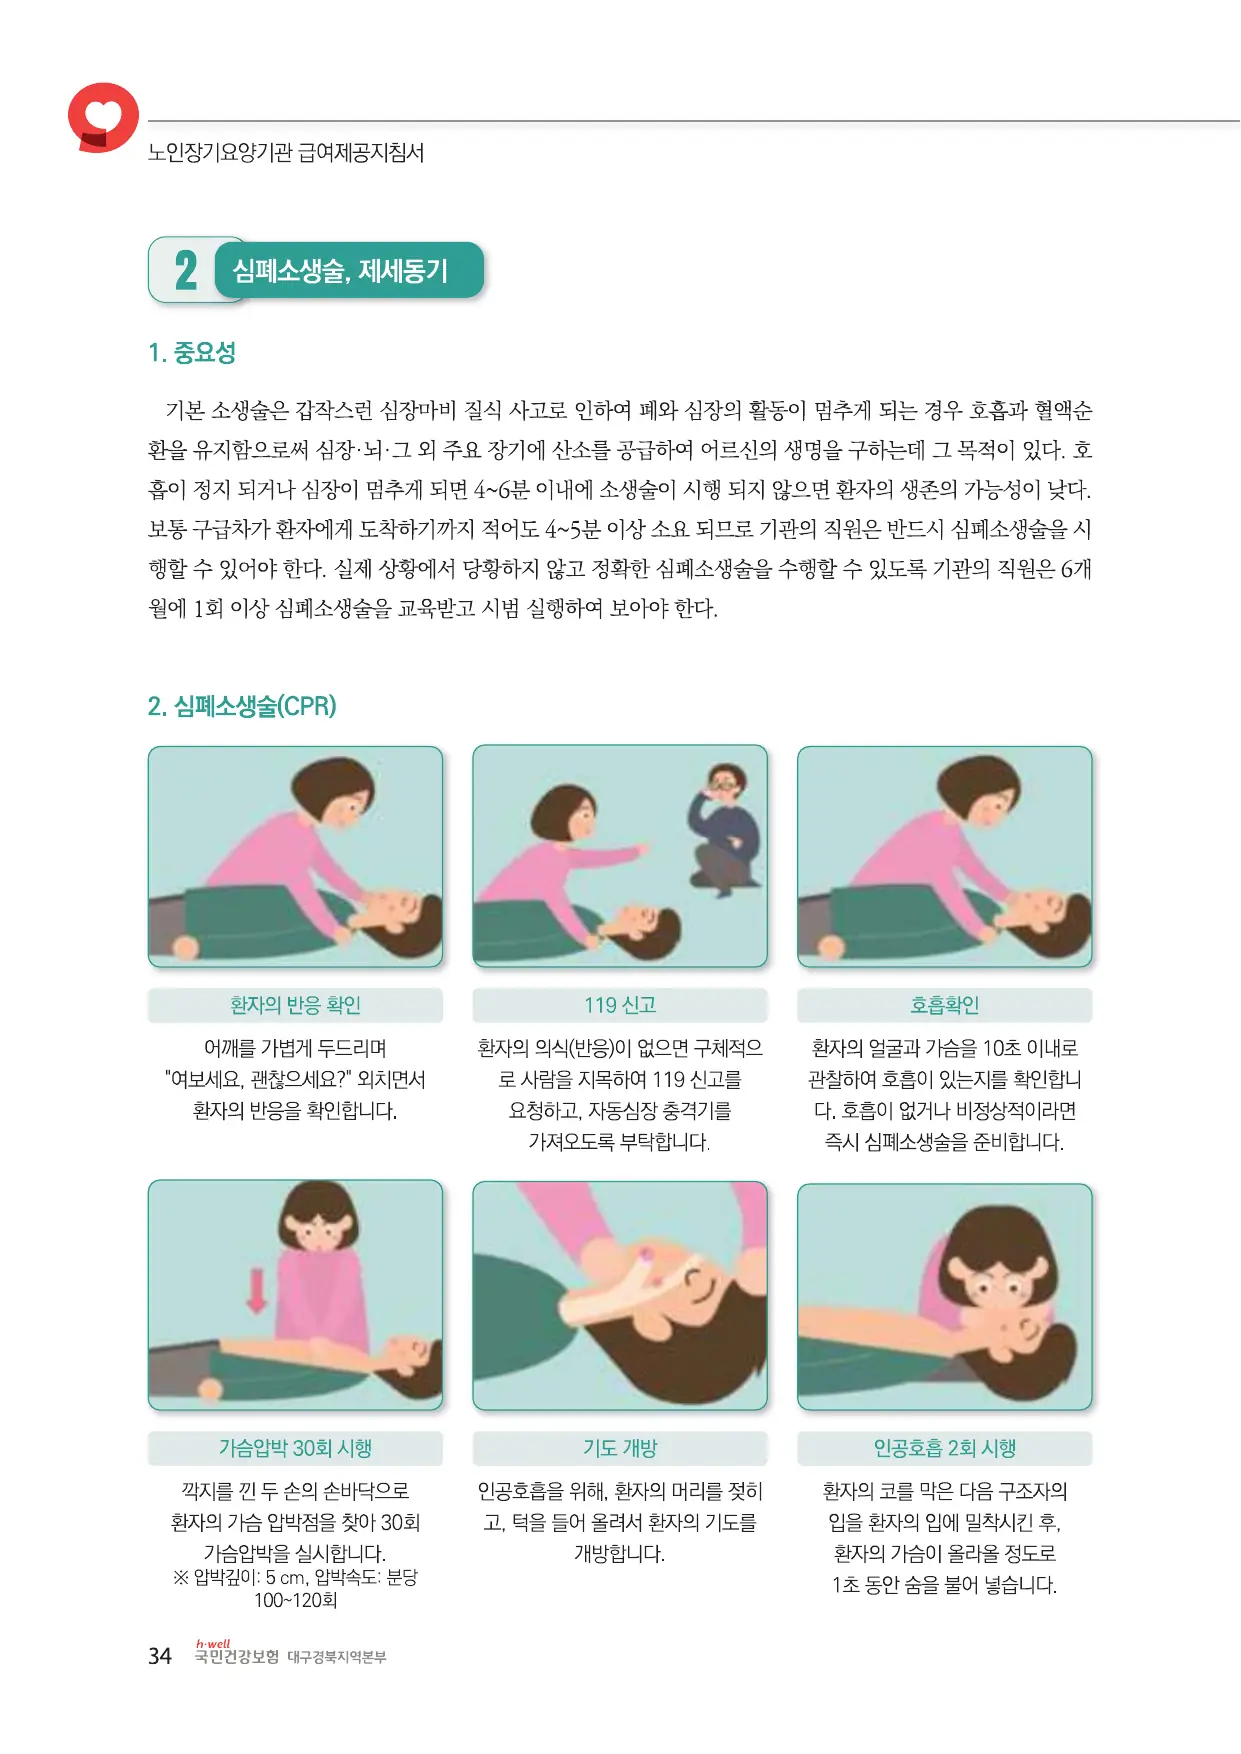 노인장기요양기관 급여제공지침서
2 심폐소생술, 제세동기
1. 중요성
기본 소생술은 갑작스런 심장마비 질식 사고로 인하여 폐와 심장의 활동이 멈추게 되는 경우 호흡과 혈액순
환을 유지함으로써 심장·뇌·그 외 주요 장기에 산소를 공급하여 어르신의 생명을 구하는데 그 목적이 있다. 호
흡이 정지 되거나 심장이 멈추게 되면 4~6분 이내에 소생술이 시행 되지 않으면 환자의 생존의 가능성이 낮다.
보통 구급차가 환자에게 도착하기까지 적어도 4~5분 이상 소요 되므로 기관의 직원은 반드시 심폐소생술을 시
행할 수 있어야 한다. 실제 상황에서 당황하지 않고 정확한 심폐소생술을 수행할 수 있도록 기관의 직원은 6개
월에 1회 이상 심폐소생술을 교육받고 시범 실행하여 보아야 한다.
2. 심폐소생술(CPR)
환자의 반응 확인
어깨를 가볍게 두드리며
"여보세요, 괜찮으세요?" 외치면서
환자의 반응을 확인합니다.
119 신고
환자의 의식(반응)이 없으면 구체적으
로 사람을 지목하여 119 신고를
요청하고, 자동심장 충격기를
가져오도록 부탁합니다.
호흡확인
환자의 얼굴과 가슴을 10초 이내로
관찰하여 호흡이 있는지를 확인합니
다. 호흡이 없거나 비정상적이라면
즉시 심폐소생술을 준비합니다.
가슴압박 30회 시행
깍지를 낀 두 손의 손바닥으로
환자의 가슴 압박점을 찾아 30회
가슴압박을 실시합니다.
※ 압박깊이: 5 cm, 압박속도: 분당
100~120회
기도 개방
인공호흡을 위해, 환자의 머리를 젖히
고, 턱을 들어 올려서 환자의 기도를
개방합니다.
인공호흡 2회 시행
환자의 코를 막은 다음 구조자의
입을 환자의 입에 밀착시킨 후,
환자의 가슴이 올라올 정도로
1초 동안 숨을 불어 넣습니다.
34 h·well 국민건강보험 대구경북지역본부